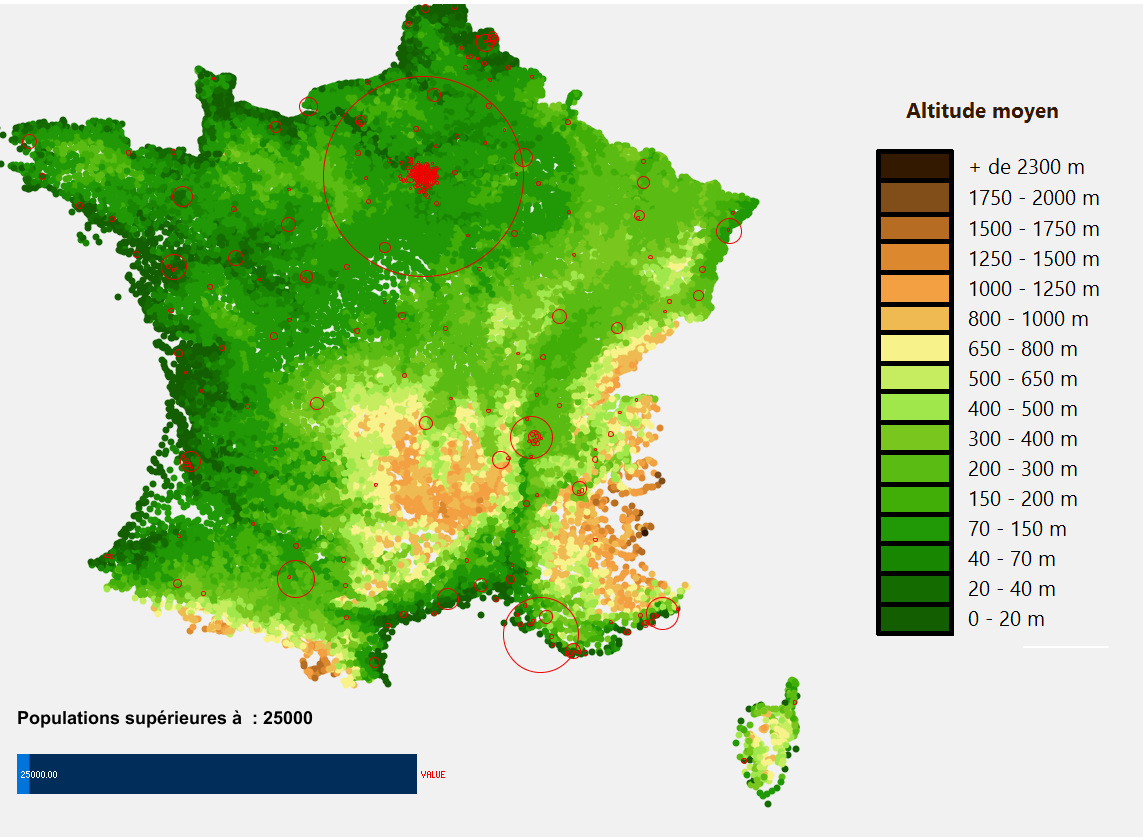 Altitude moyen
+ de 2300 m
1750 - 2000 m
1500 - 1750 m
1250 - 1500 m
1000 - 1250 m
800 - 1000 m
650 - 800 m
500 - 650 m
400 - 500 m
300 - 400 m
200 - 300 m
150 - 200 m
70 - 150 m
40 - 70 m
20 - 40 m
0 - 20 m
Populations supérieures à : 25000
25000.00 VALUE